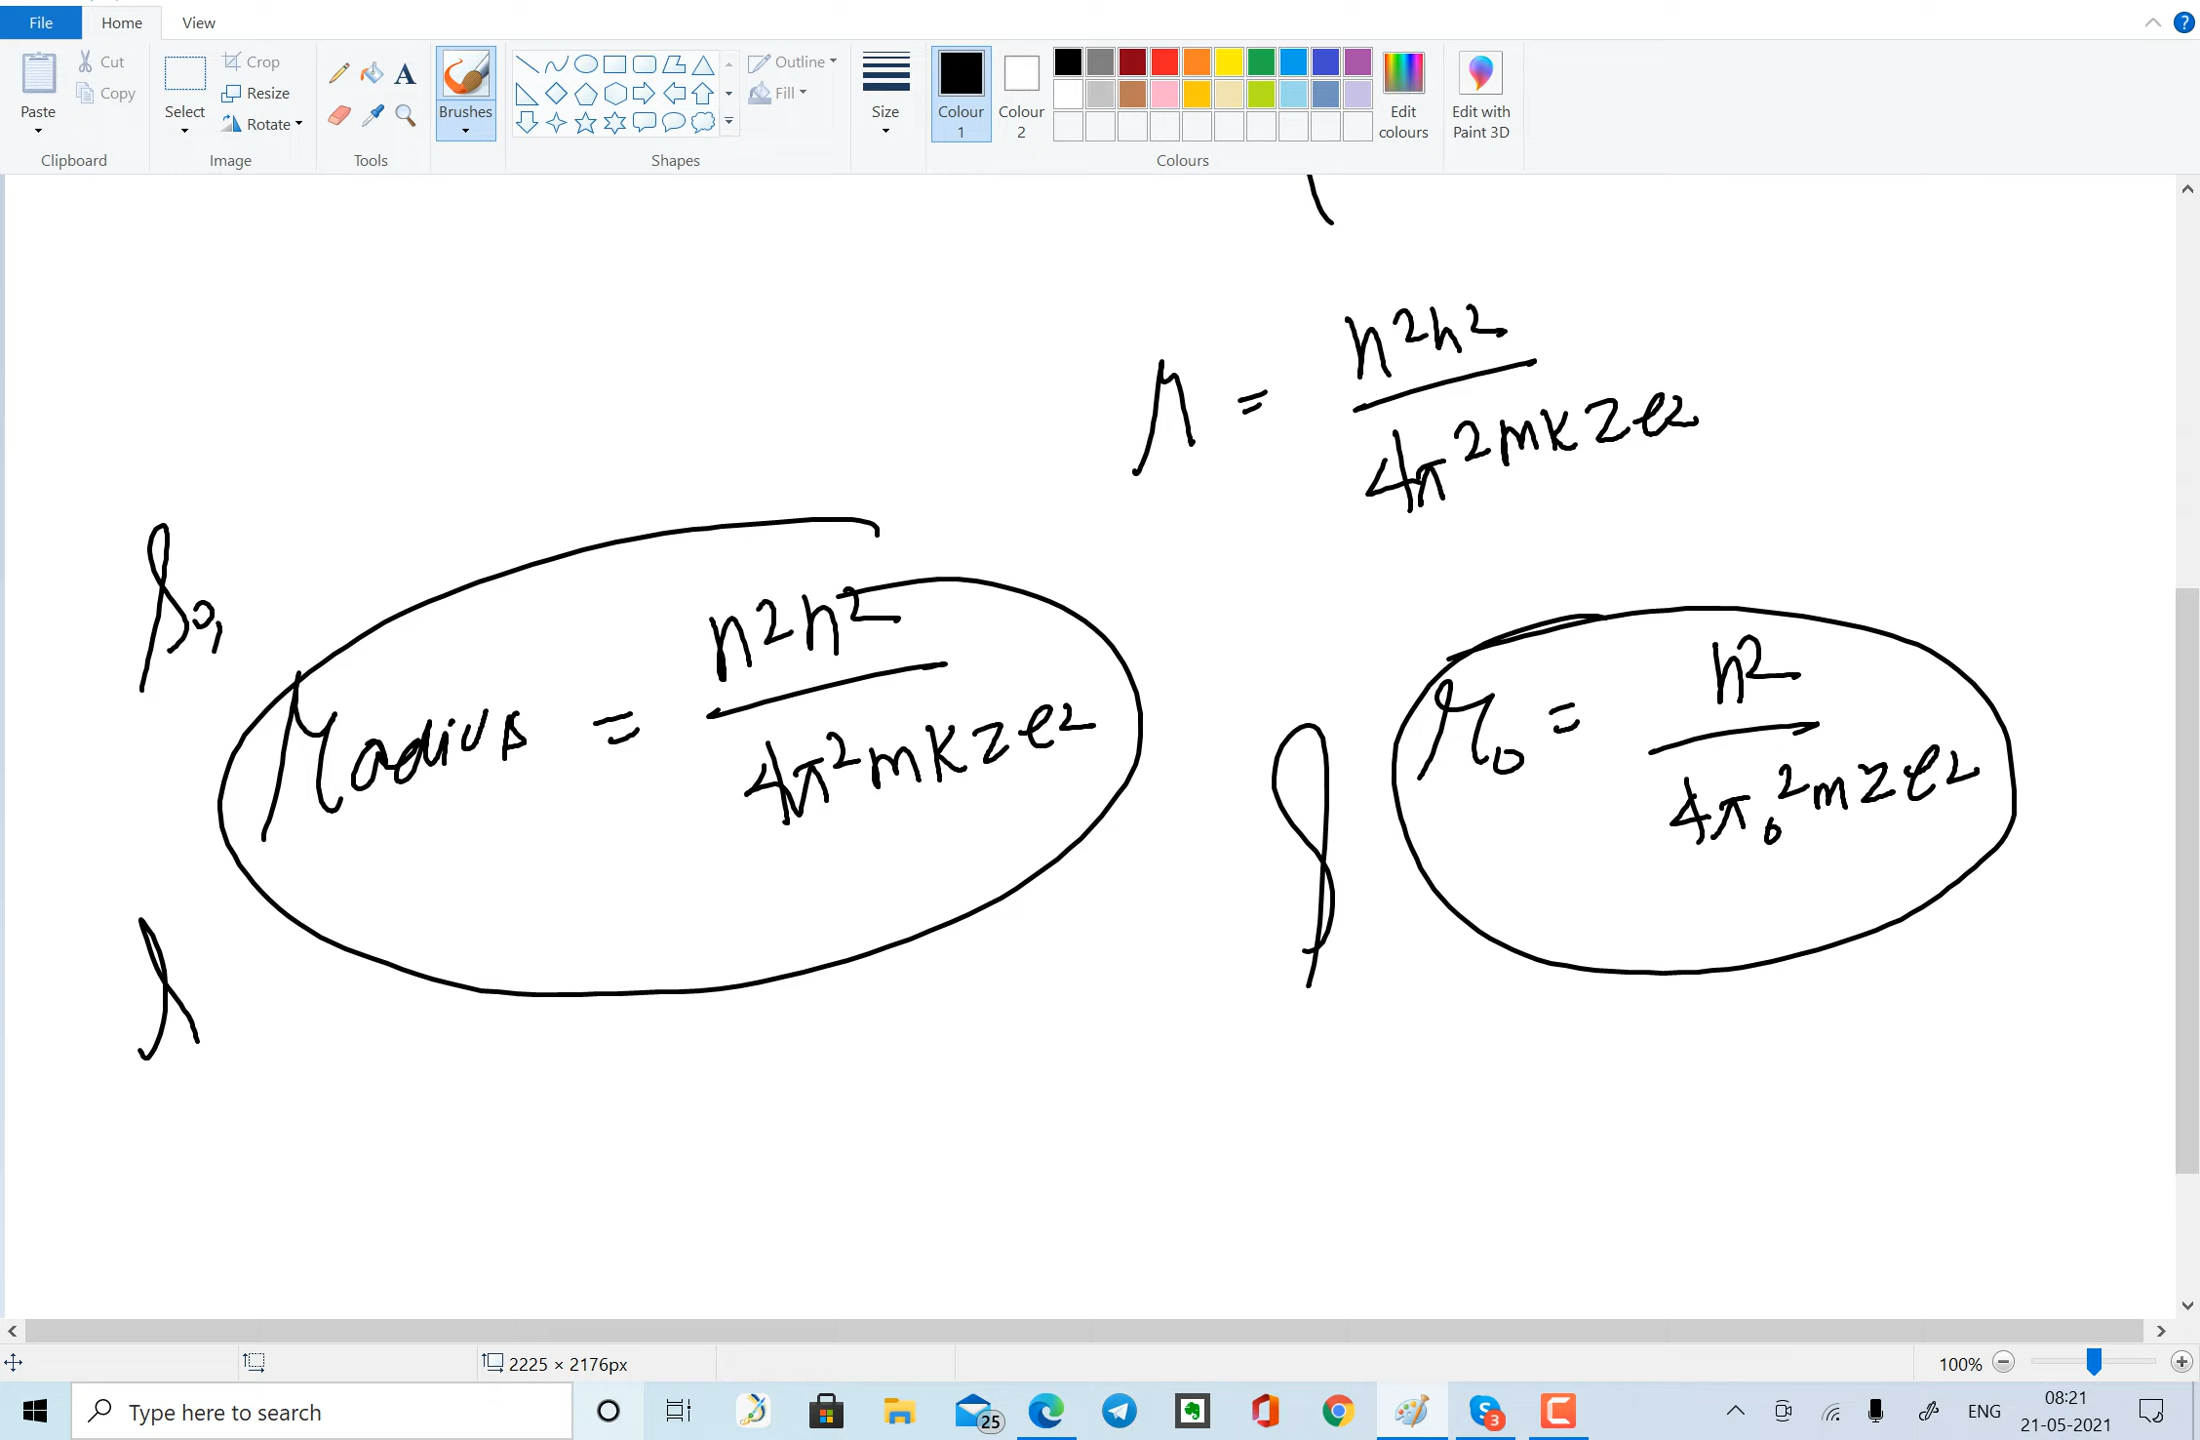 File Home View
Paste Cut Copy Clipboard
Select Crop Resize Rotate Image
Tools
Brushes
Shapes
Outline Fill
Size
Colour 1
Colour 2
Edit colours
Edit with Paint 3D
Colours
r = n²h² / 4π²mKZe2
So,
Radius = n²h² / 4π²mKZe2
r₀ = h² / 4π₀²mZe2
2225 × 2176px
100%
Type here to search
25
3
ENG
08:21
21-05-2021